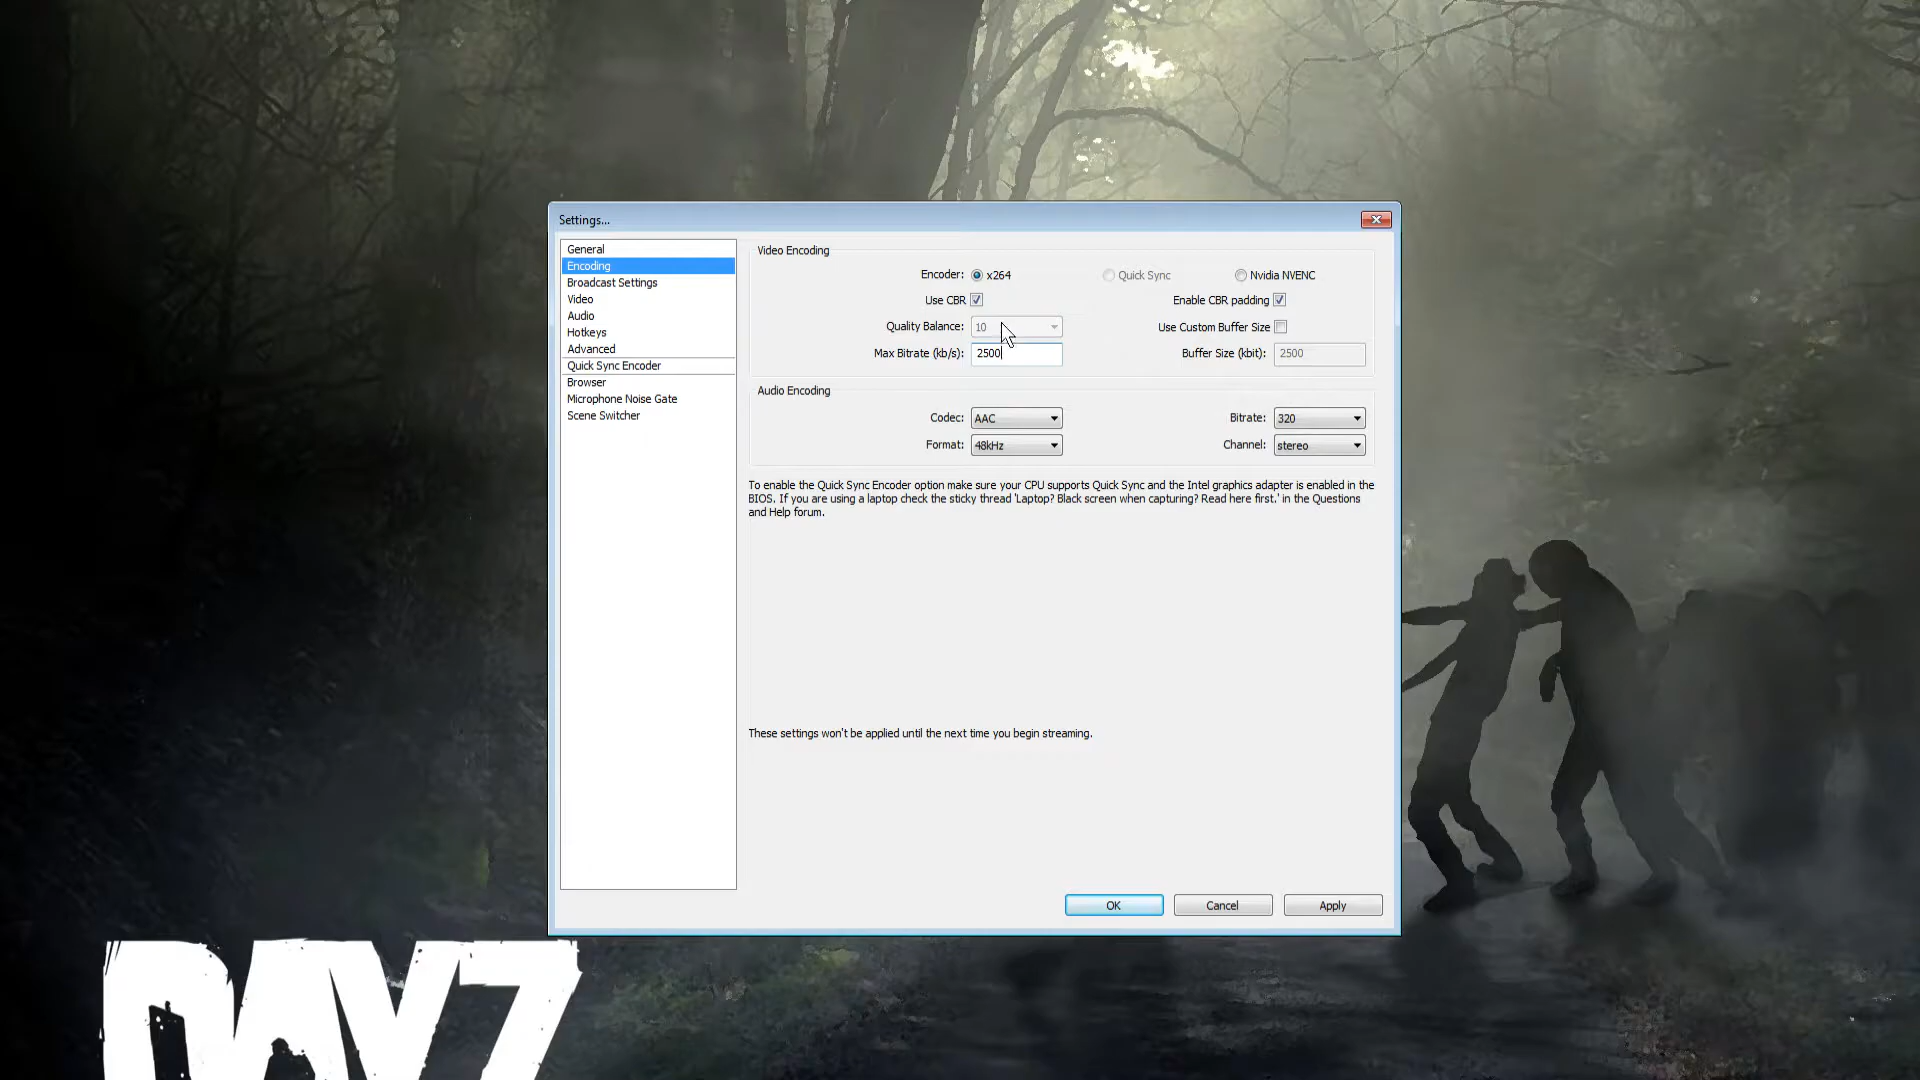 Settings...
General
Encoding
Broadcast Settings
Video
Audio
Hotkeys
Advanced
Quick Sync Encoder
Browser
Microphone Noise Gate
Scene Switcher
Video Encoding
Encoder: x264 Quick Sync Nvidia NVENC
Use CBR Enable CBR padding
Quality Balance: 10 Use Custom Buffer Size
Max Bitrate (kb/s): 2500 Buffer Size (kbit): 2500
Audio Encoding
Codec: AAC Bitrate: 320
Format: 48kHz Channel: stereo
To enable the Quick Sync Encoder option make sure your CPU supports Quick Sync and the Intel graphics adapter is enabled in the
BIOS. If you are using a laptop check the sticky thread 'Laptop? Black screen when capturing? Read here first.' in the Questions
and Help forum.
These settings won't be applied until the next time you begin streaming.
OK Cancel Apply
DAYZ